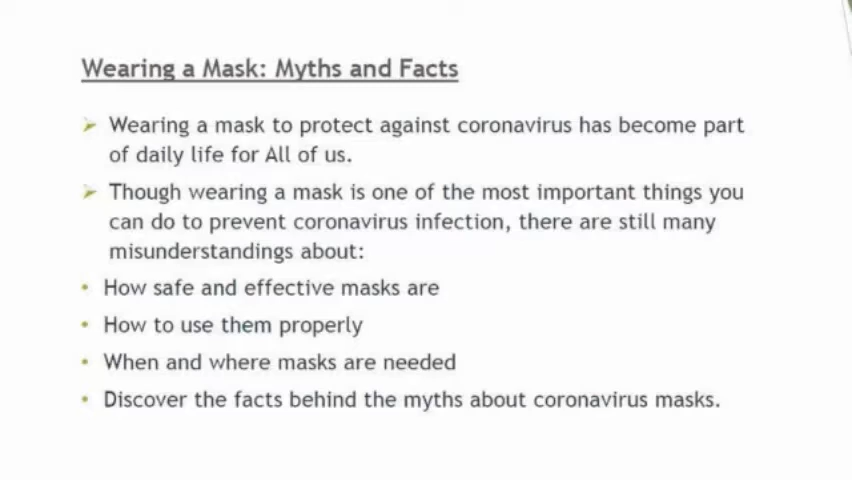 Wearing a Mask: Myths and Facts
Wearing a mask to protect against coronavirus has become part
of daily life for All of us.
Though wearing a mask is one of the most important things you
can do to prevent coronavirus infection, there are still many
misunderstandings about:
• How safe and effective masks are
• How to use them properly
• When and where masks are needed
• Discover the facts behind the myths about coronavirus masks.